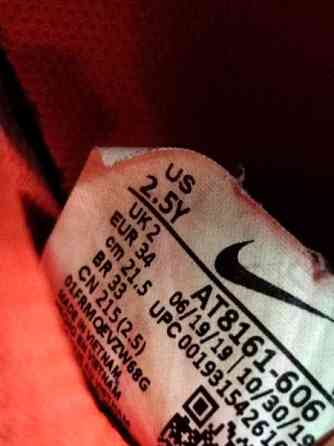 US
2.5Y
UK 2
EUR 34
cm 21.5
BR 33
CN 215(2.5)
MADE IN VIETNAM
AT8161-606
06/19/19 | 10/30/19
UPC 0019315426